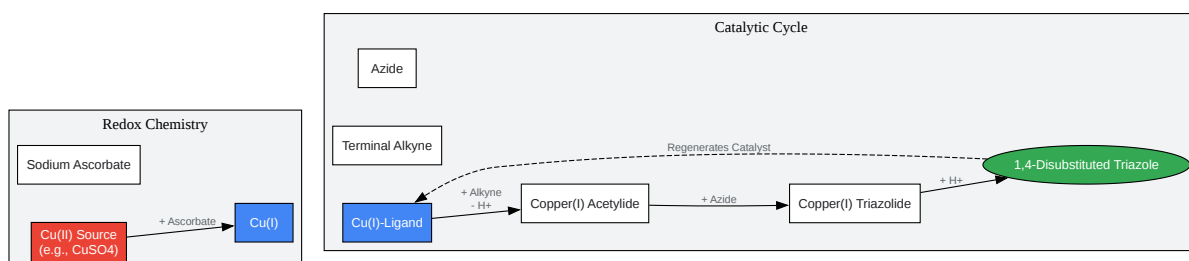 Redox Chemistry
Sodium Ascorbate
Cu(II) Source
(e.g., CuSO4)
+ Ascorbate
Cu(I)
Catalytic Cycle
Azide
Terminal Alkyne
Cu(I)-Ligand
+ Alkyne
- H+
Copper(I) Acetylide
+ Azide
Copper(I) Triazolide
+ H+
1,4-Disubstituted Triazole
Regenerates Catalyst